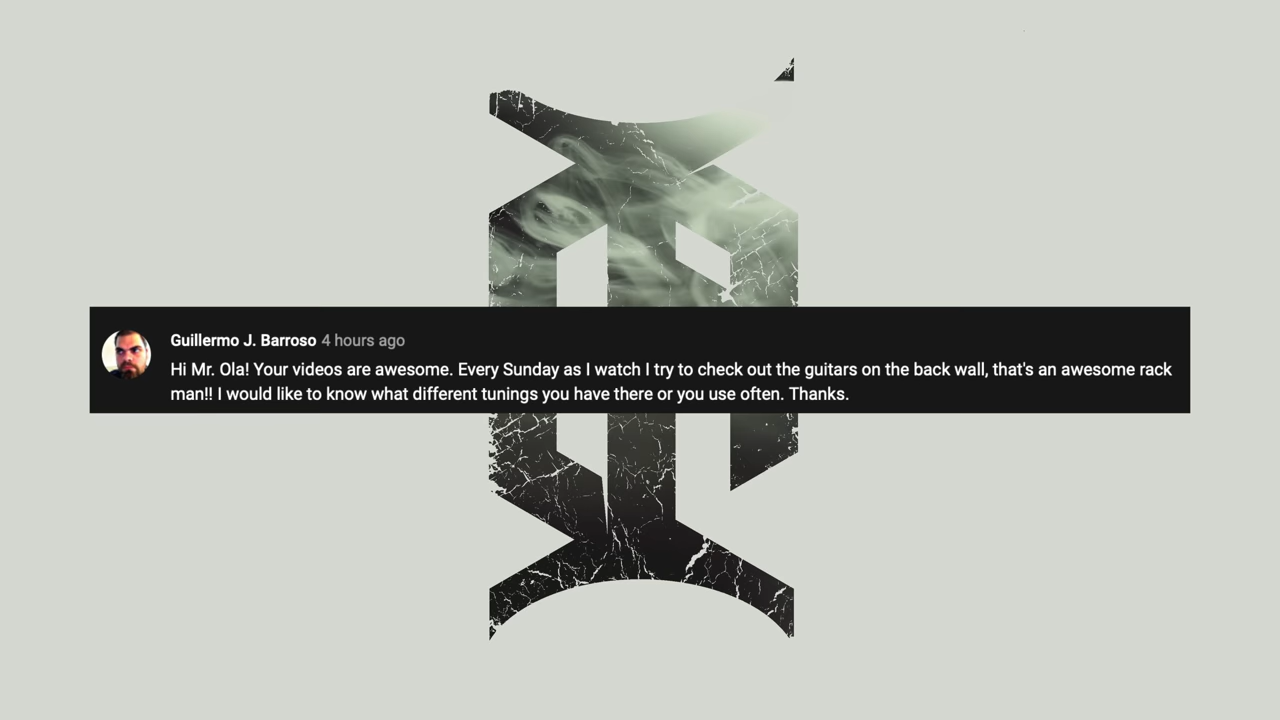 Guillermo J. Barroso 4 hours ago
Hi Mr. Ola! Your videos are awesome. Every Sunday as I watch I try to check out the guitars on the back wall, that's an awesome rack
man!! I would like to know what different tunings you have there or you use often. Thanks.